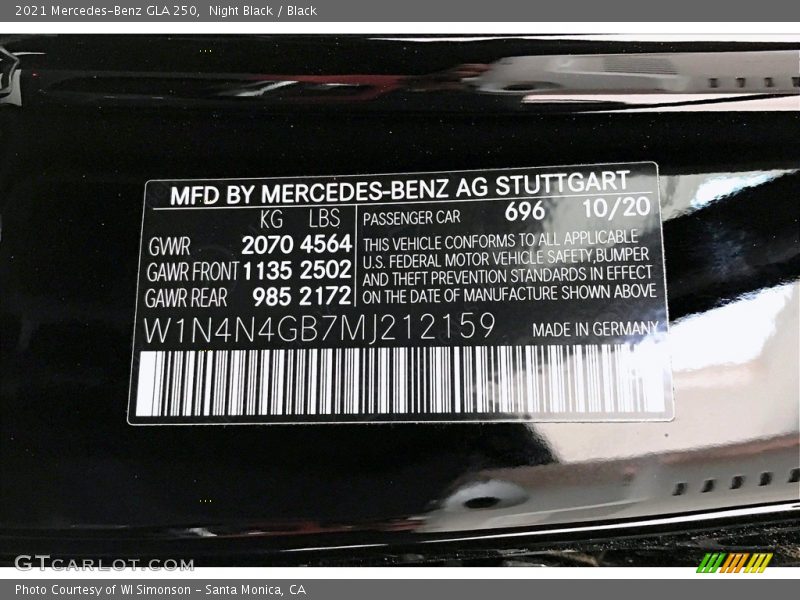 2021 Mercedes-Benz GLA 250,  Night Black / Black
MFD BY MERCEDES-BENZ AG STUTTGART
KG LBS
GVWR 2070 4564
GAWR FRONT 1135 2502
GAWR REAR 985 2172
PASSENGER CAR 696 10/20
THIS VEHICLE CONFORMS TO ALL APPLICABLE
U.S. FEDERAL MOTOR VEHICLE SAFETY,BUMPER
AND THEFT PREVENTION STANDARDS IN EFFECT
ON THE DATE OF MANUFACTURE SHOWN ABOVE
W1N4N4GB7MJ212159
MADE IN GERMANY
GTCARLOT.COM
Photo Courtesy of WI Simonson – Santa Monica, CA